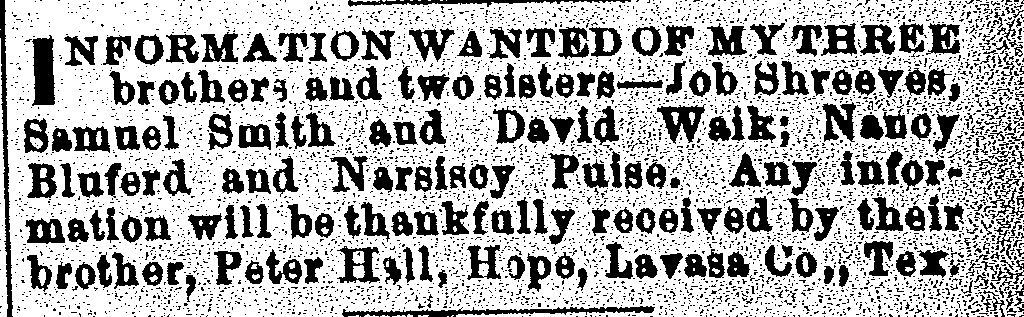 INFORMATION WANTED OF MY THREE
brothers and two sisters—Job Shreeves,
Samuel Smith and David Waik; Nancy
Bluferd and Narsiscy Puise. Any infor-
mation will be thankfully received by their
brother, Peter Hall, Hope, Lavasa Co,, Tex.